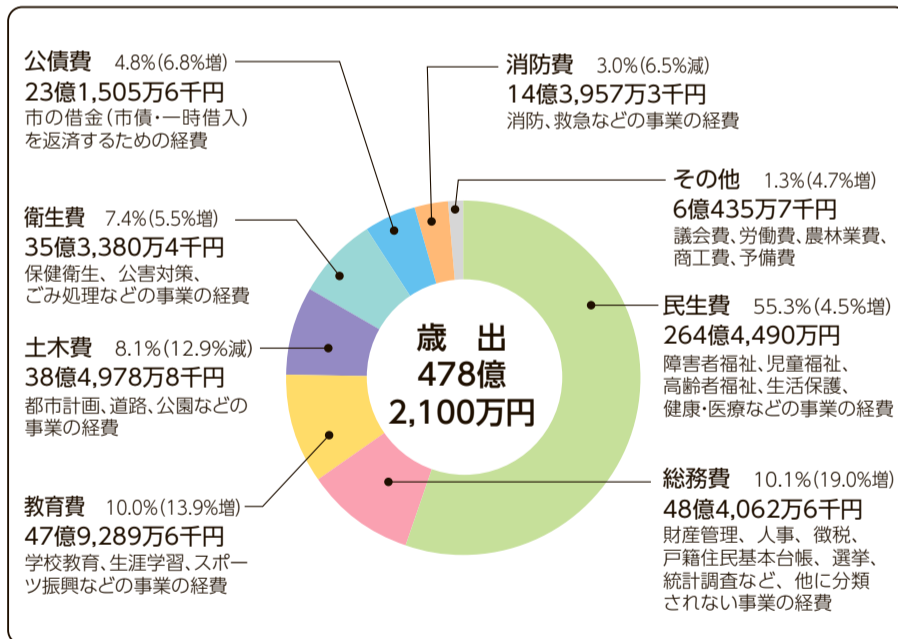 公債費 4.8%(6.8%増)
23億1,505万6千円
市の借金(市債・一時借入)
を返済するための経費
消防費 3.0%(6.5%減)
14億3,957万3千円
消防、救急などの事業の経費
その他 1.3%(4.7%増)
6億435万7千円
議会費、労働費、農林業費、
商工費、予備費
衛生費 7.4%(5.5%増)
35億3,380万4千円
保健衛生、公害対策、
ごみ処理などの事業の経費
民生費 55.3%(4.5%増)
264億4,490万円
障害者福祉、児童福祉、
高齢者福祉、生活保護、
健康・医療などの事業の経費
歳出
478億
2,100万円
土木費 8.1%(12.9%減)
38億4,978万8千円
都市計画、道路、公園などの
事業の経費
総務費 10.1%(19.0%増)
48億4,062万6千円
財産管理、人事、徴税、
戸籍住民基本台帳、選挙、
統計調査など、他に分類
されない事業の経費
教育費 10.0%(13.9%増)
47億9,289万6千円
学校教育、生涯学習、スポー
ツ振興などの事業の経費